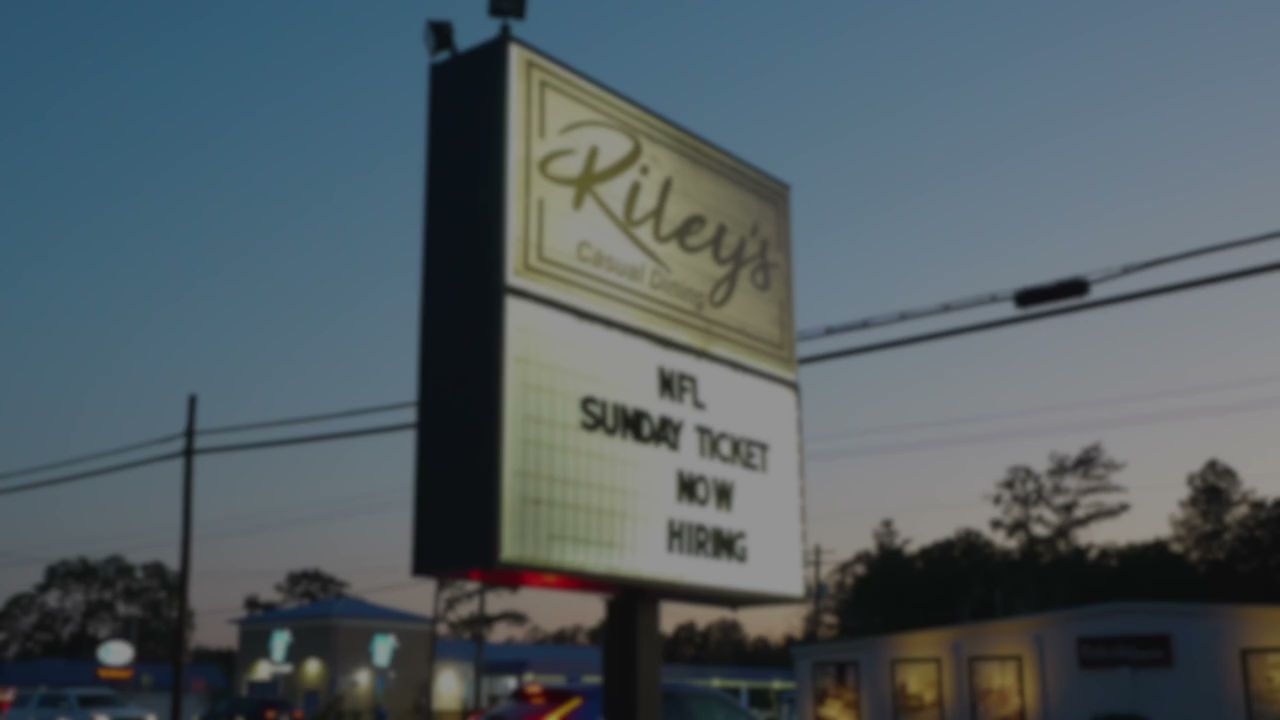 Riley's
Casual Dining
NFL
SUNDAY TICKET
NOW
HIRING